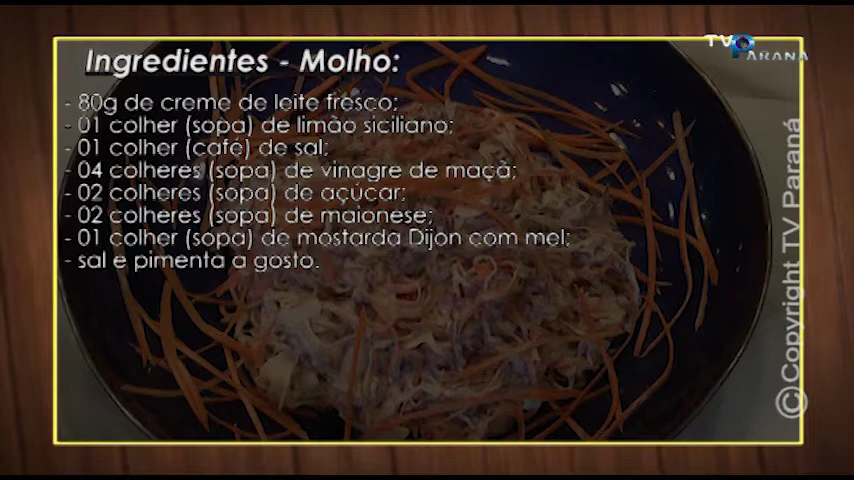 TV PARANÁ
Ingredientes - Molho:
- 80g de creme de leite fresco;
- 01 colher (sopa) de limão siciliano;
- 01 colher (café) de sal;
- 04 colheres (sopa) de vinagre de maçã;
- 02 colheres (sopa) de açúcar;
- 02 colheres (sopa) de maionese;
- 01 colher (sopa) de mostarda Dijon com mel;
- sal e pimenta a gosto.
© Copyright TV Paraná